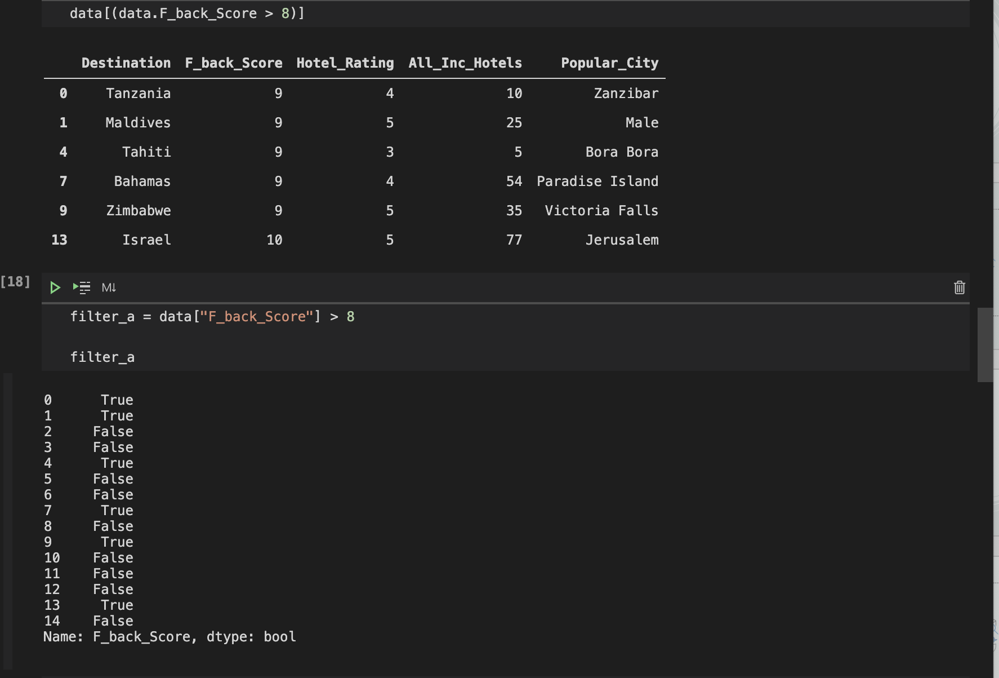 data[(data.F_back_Score > 8)]
Destination F_back_Score Hotel_Rating All_Inc_Hotels Popular_City
0 Tanzania 9 4 10 Zanzibar
1 Maldives 9 5 25 Male
4 Tahiti 9 3 5 Bora Bora
7 Bahamas 9 4 54 Paradise Island
9 Zimbabwe 9 5 35 Victoria Falls
13 Israel 10 5 77 Jerusalem
[18]
M↓
filter_a = data["F_back_Score"] > 8
filter_a
0 True
1 True
2 False
3 False
4 True
5 False
6 False
7 True
8 False
9 True
10 False
11 False
12 False
13 True
14 False
Name: F_back_Score, dtype: bool